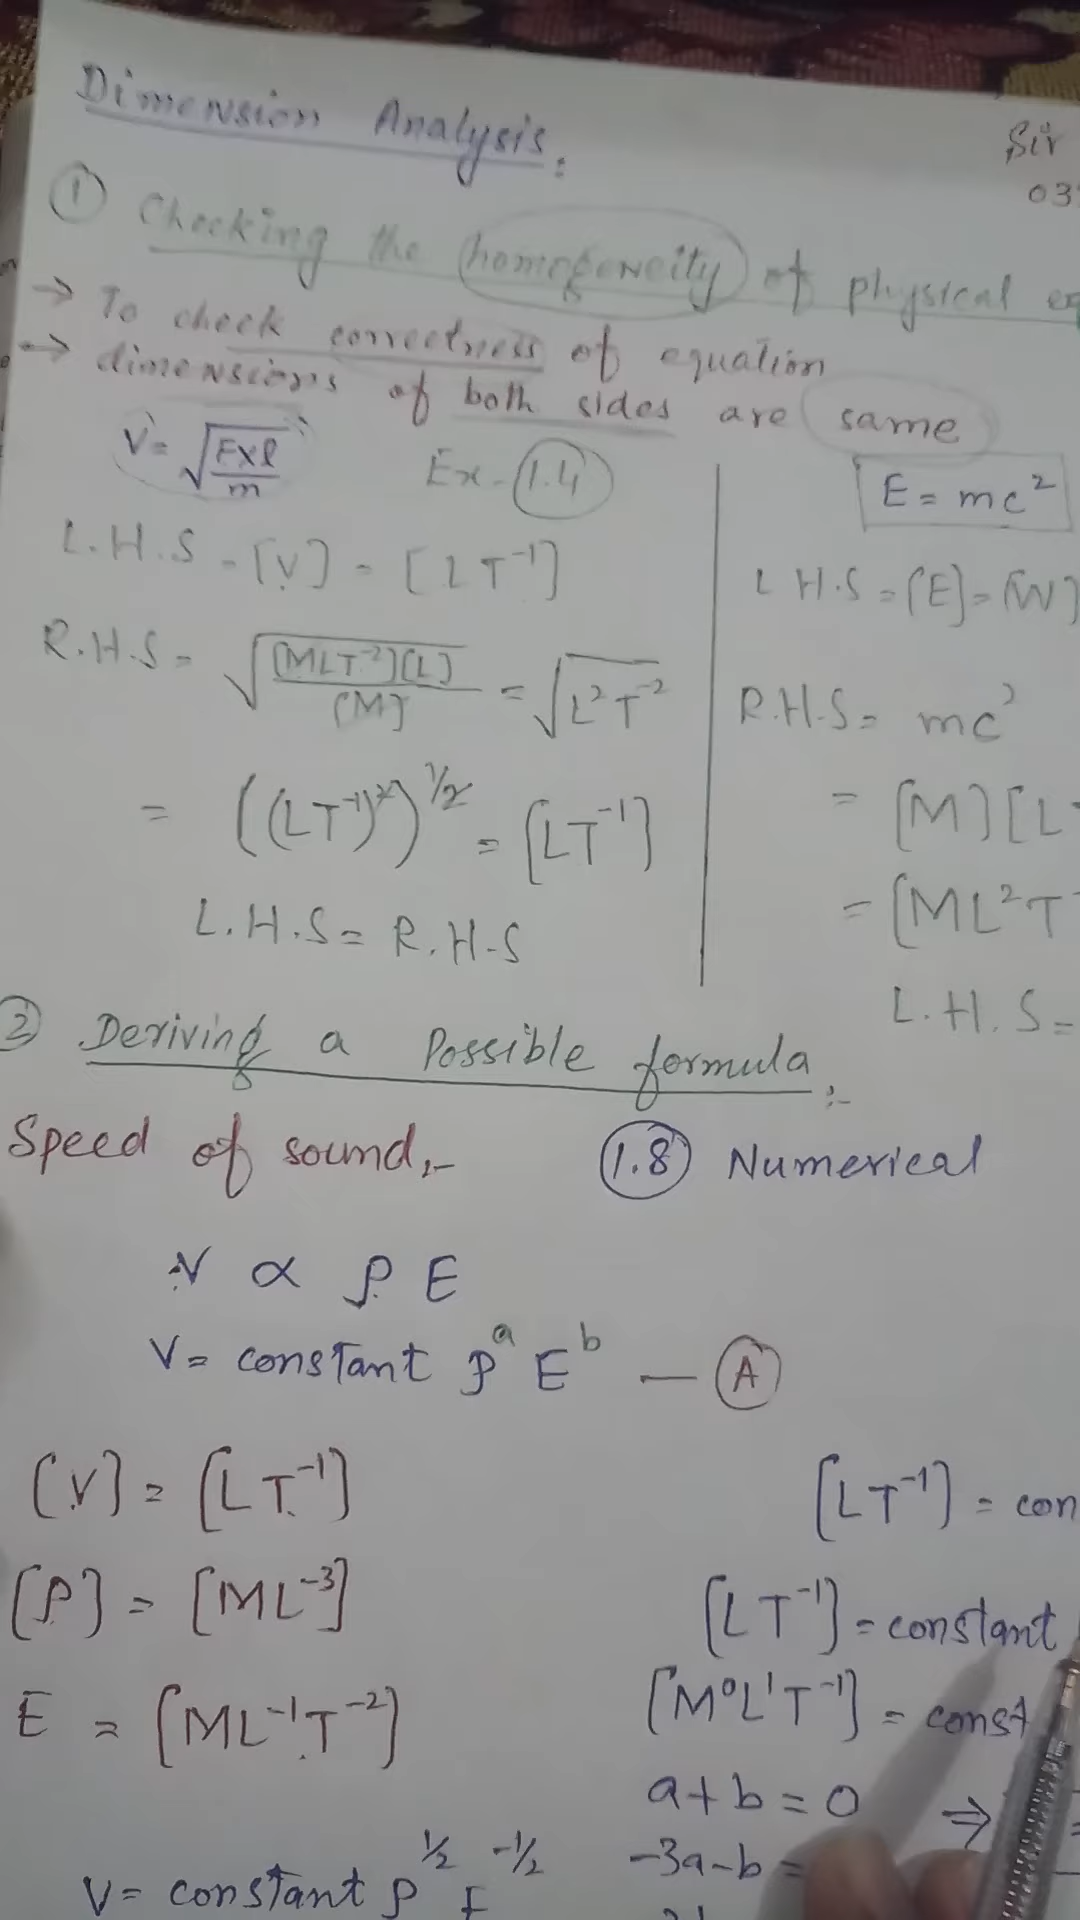 Dimension Analysis:
Sir
03
① Checking the homogeneity of physical eq
→ To check correctness of equation
→ dimensions of both sides are same
V = √(F×l/m)
Ex - 1.4
L.H.S = [V] = [LT⁻¹]
R.H.S = √([MLT⁻²][L]/[M]) = √L²T⁻²
= ((LT⁻¹)²)^1/2 = [LT⁻¹]
L.H.S = R.H.S
E = mc²
L.H.S = [E] = [W]
R.H.S = mc²
= [M][L
= [ML²T
L.H.S =
② Deriving a Possible formula :-
Speed of sound,-
1.8 Numerical
V ∝ ρ E
V = constant ρᵃ Eᵇ — Ⓐ
[V] = [LT⁻¹]
[ρ] = [ML⁻³]
E = [ML⁻¹T⁻²]
V = constant ρ^1/2 E^-1/2
[LT⁻¹] = con
[LT⁻¹] = constant
[M⁰L¹T⁻¹] = const
a + b = 0 ⇒
-3a - b =